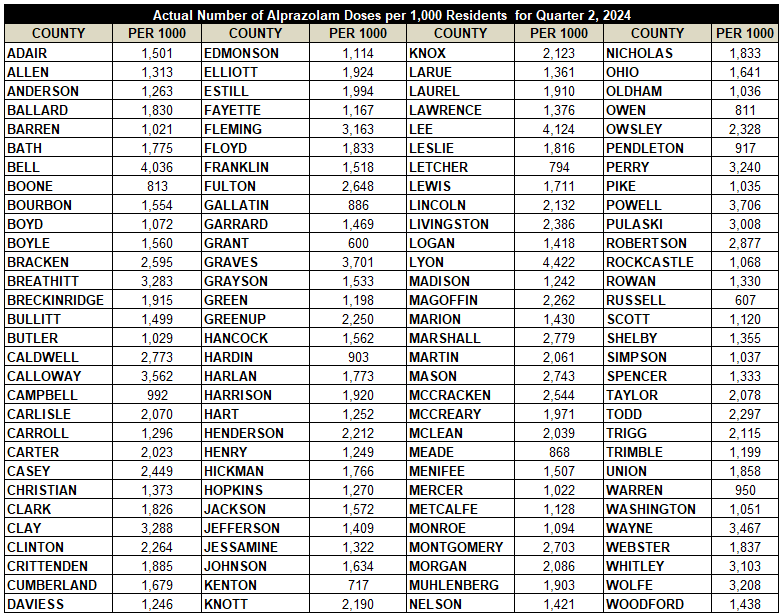 Actual Number of Alprazolam Doses per 1,000 Residents for Quarter 2, 2024
COUNTY PER 1000 COUNTY PER 1000 COUNTY PER 1000 COUNTY PER 1000
ADAIR 1,501 EDMONSON 1,114 KNOX 2,123 NICHOLAS 1,833
ALLEN 1,313 ELLIOTT 1,924 LARUE 1,361 OHIO 1,641
ANDERSON 1,263 ESTILL 1,994 LAUREL 1,910 OLDHAM 1,036
BALLARD 1,830 FAYETTE 1,167 LAWRENCE 1,376 OWEN 811
BARREN 1,021 FLEMING 3,163 LEE 4,124 OWSLEY 2,328
BATH 1,775 FLOYD 1,833 LESLIE 1,816 PENDLETON 917
BELL 4,036 FRANKLIN 1,518 LETCHER 794 PERRY 3,240
BOONE 813 FULTON 2,648 LEWIS 1,711 PIKE 1,035
BOURBON 1,554 GALLATIN 886 LINCOLN 2,132 POWELL 3,706
BOYD 1,072 GARRARD 1,469 LIVINGSTON 2,386 PULASKI 3,008
BOYLE 1,560 GRANT 600 LOGAN 1,418 ROBERTSON 2,877
BRACKEN 2,595 GRAVES 3,701 LYON 4,422 ROCKCASTLE 1,068
BREATHITT 3,283 GRAYSON 1,533 MADISON 1,242 ROWAN 1,330
BRECKINRIDGE 1,915 GREEN 1,198 MAGOFFIN 2,262 RUSSELL 607
BULLITT 1,499 GREENUP 2,250 MARION 1,430 SCOTT 1,120
BUTLER 1,029 HANCOCK 1,562 MARSHALL 2,779 SHELBY 1,355
CALDWELL 2,773 HARDIN 903 MARTIN 2,061 SIMPSON 1,037
CALLOWAY 3,562 HARLAN 1,773 MASON 2,743 SPENCER 1,333
CAMPBELL 992 HARRISON 1,920 MCCRACKEN 2,544 TAYLOR 2,078
CARLISLE 2,070 HART 1,252 MCCREARY 1,971 TODD 2,297
CARROLL 1,296 HENDERSON 2,212 MCLEAN 2,039 TRIGG 2,115
CARTER 2,023 HENRY 1,249 MEADE 868 TRIMBLE 1,199
CASEY 2,449 HICKMAN 1,766 MENIFEE 1,507 UNION 1,858
CHRISTIAN 1,373 HOPKINS 1,270 MERCER 1,022 WARREN 950
CLARK 1,826 JACKSON 1,572 METCALFE 1,128 WASHINGTON 1,051
CLAY 3,288 JEFFERSON 1,409 MONROE 1,094 WAYNE 3,467
CLINTON 2,264 JESSAMINE 1,322 MONTGOMERY 2,703 WEBSTER 1,837
CRITTENDEN 1,885 JOHNSON 1,634 MORGAN 2,086 WHITLEY 3,103
CUMBERLAND 1,679 KENTON 717 MUHLENBERG 1,903 WOLFE 3,208
DAVIESS 1,246 KNOTT 2,190 NELSON 1,421 WOODFORD 1,438